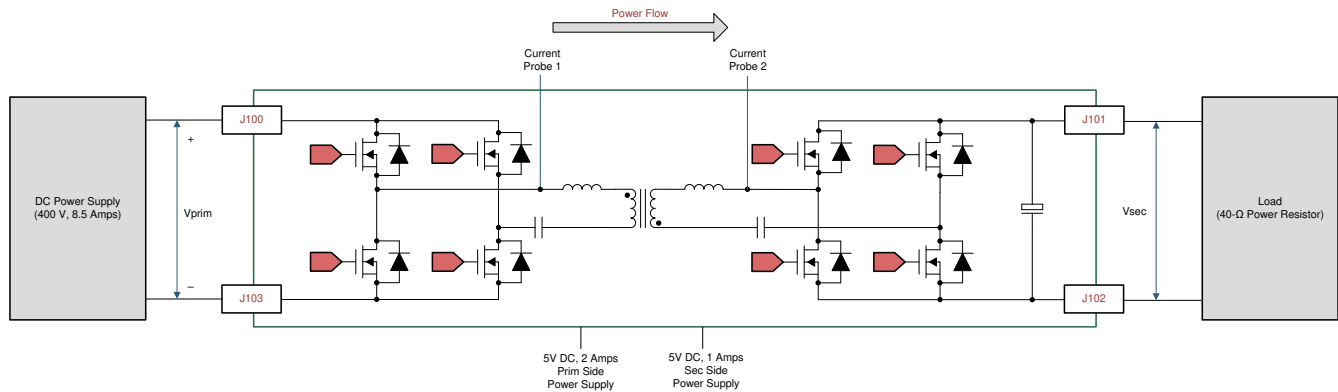 Power Flow
Current
Probe 1
Current
Probe 2
J100
J101
+
DC Power Supply
(400 V, 8.5 Amps)
Vprim
Vsec
Load
(40-Ω Power Resistor)
–
J103
J102
5V DC, 2 Amps
Prim Side
Power Supply
5V DC, 1 Amps
Sec Side
Power Supply